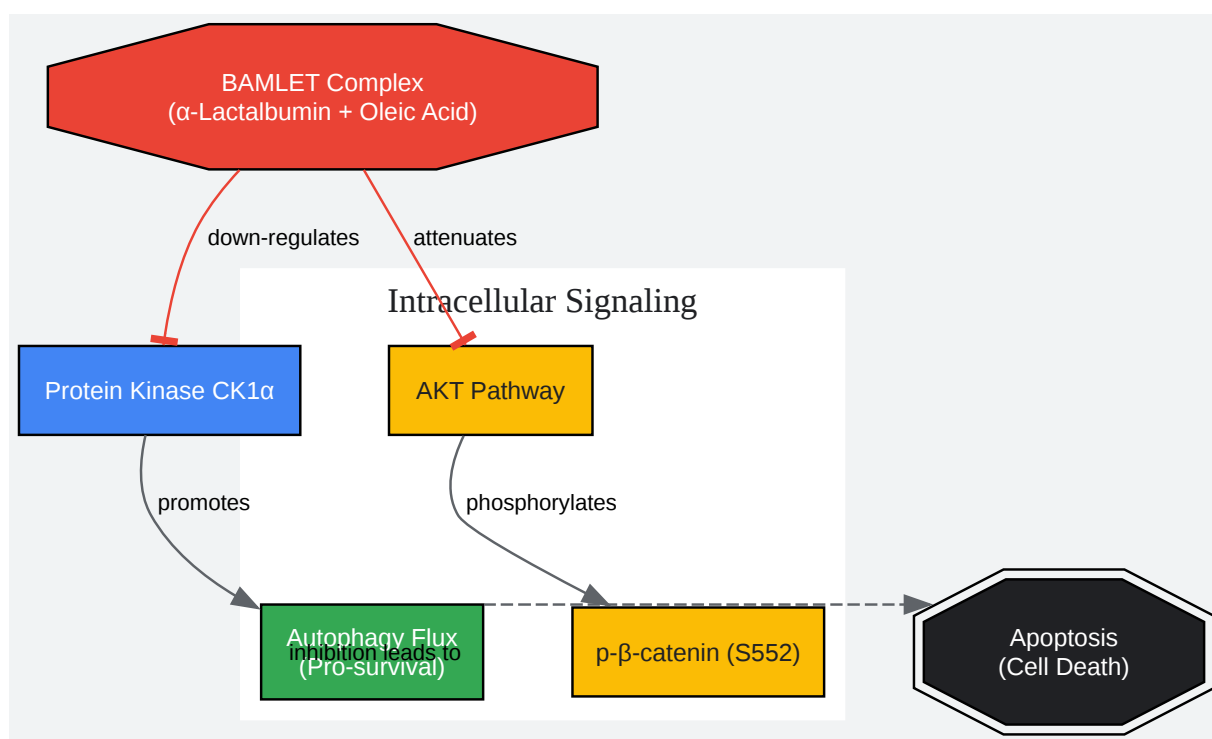 BAMLET Complex
(α-Lactalbumin + Oleic Acid)
down-regulates
attenuates
Intracellular Signaling
Protein Kinase CK1α
AKT Pathway
promotes
phosphorylates
Autophagy Flux
(Pro-survival)
inhibition leads to
p-β-catenin (S552)
Apoptosis
(Cell Death)